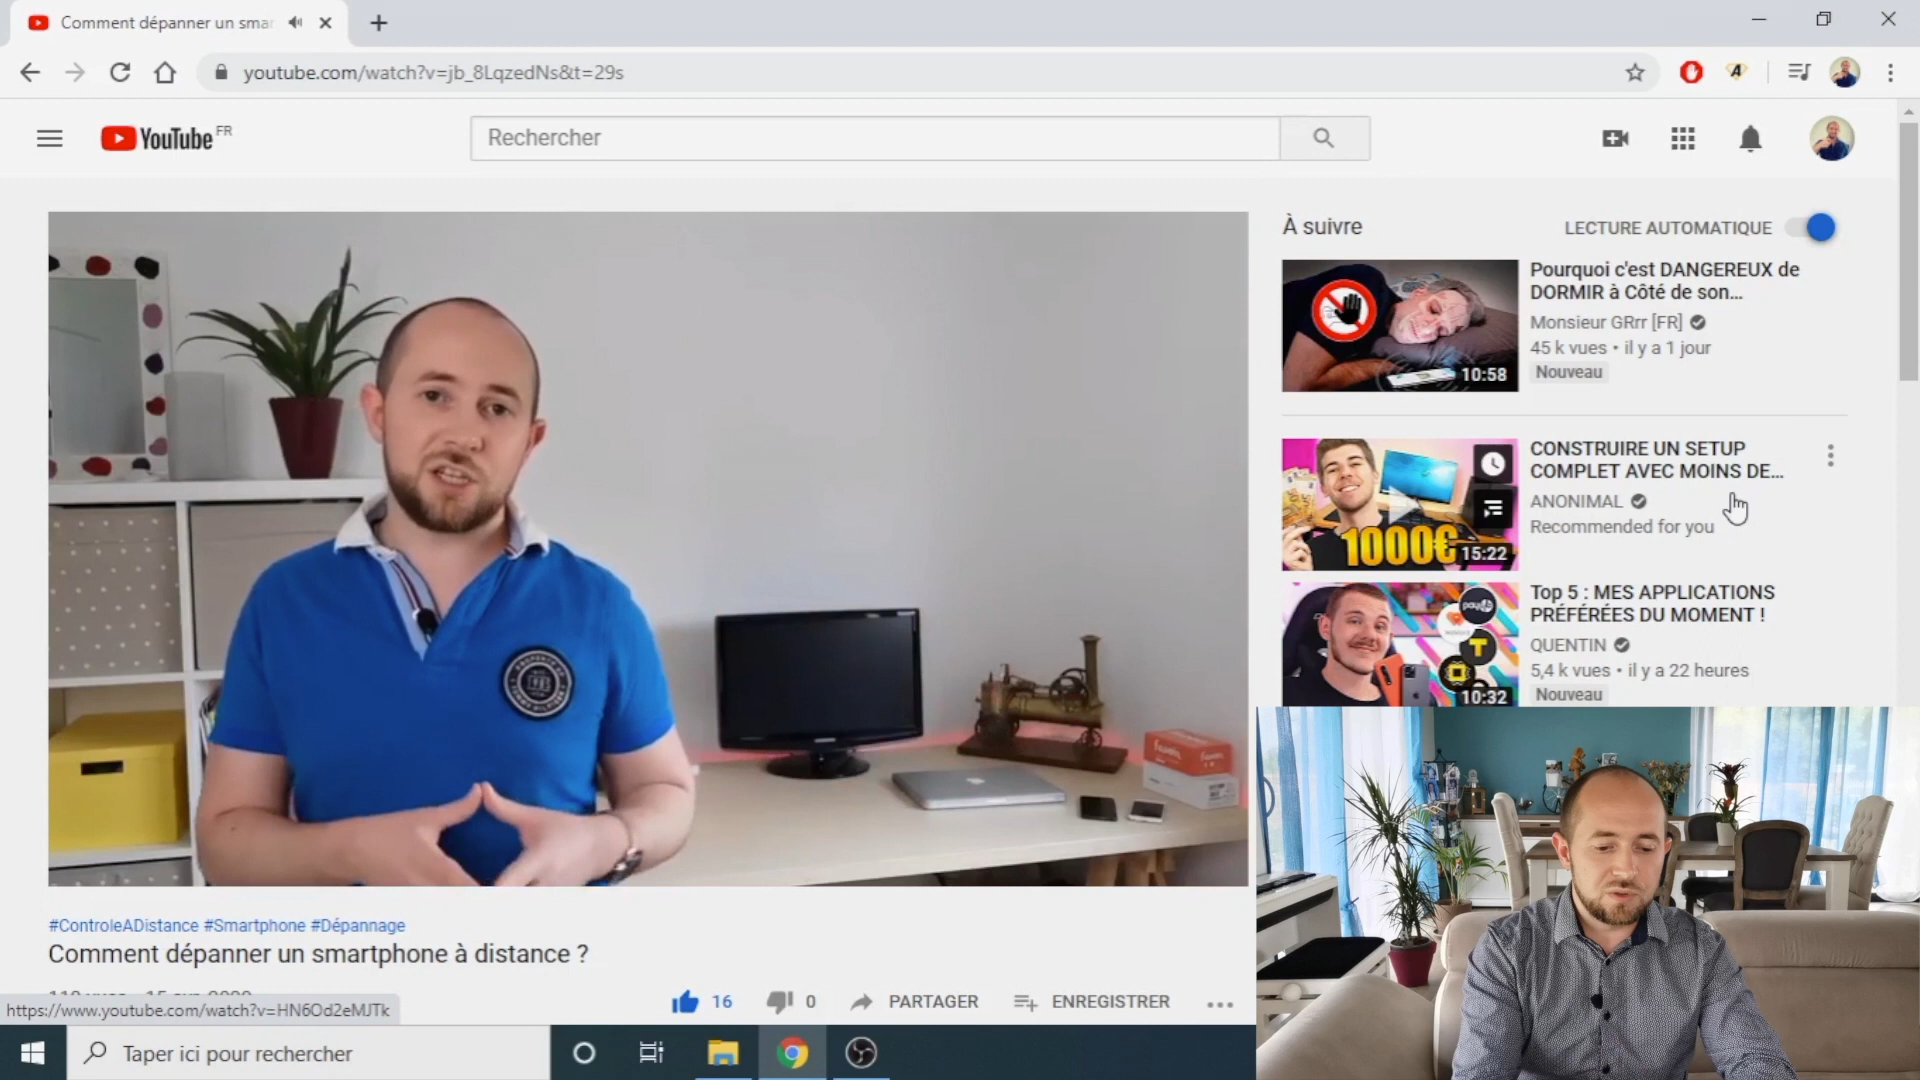 Comment dépanner un smar
youtube.com/watch?v=jb_8LqzedNs&t=29s
YouTube FR
Rechercher
À suivre
LECTURE AUTOMATIQUE
Pourquoi c'est DANGEREUX de
DORMIR à Côté de son...
Monsieur GRrr [FR]
45 k vues • il y a 1 jour
Nouveau
10:58
CONSTRUIRE UN SETUP
COMPLET AVEC MOINS DE...
ANONIMAL
Recommended for you
1000€
15:22
Top 5 : MES APPLICATIONS
PRÉFÉRÉES DU MOMENT !
QUENTIN
5,4 k vues • il y a 22 heures
Nouveau
10:32
#ControleADistance #Smartphone #Dépannage
Comment dépanner un smartphone à distance ?
16
0
PARTAGER
ENREGISTRER
https://www.youtube.com/watch?v=HN6Od2eMJTk
Taper ici pour rechercher